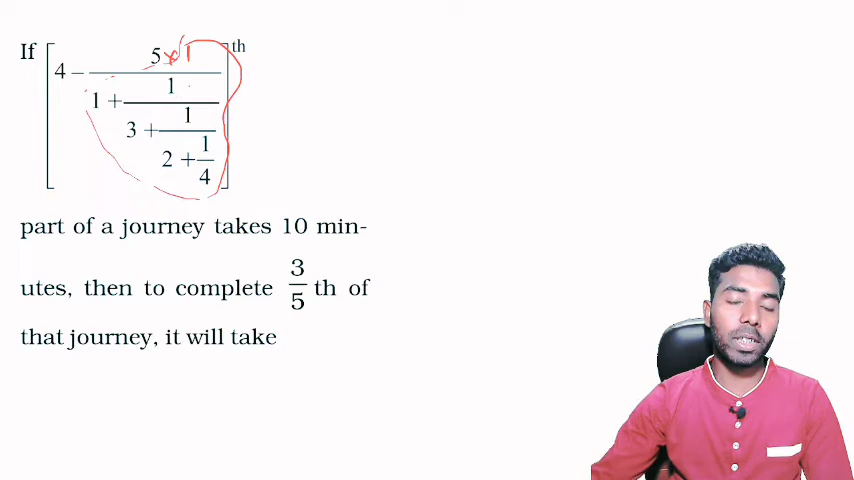 If [4 − 5×1 / (1 + 1 / (3 + 1 / (2 + 1/4)))]th
part of a journey takes 10 min-
utes, then to complete 3/5 th of
that journey, it will take